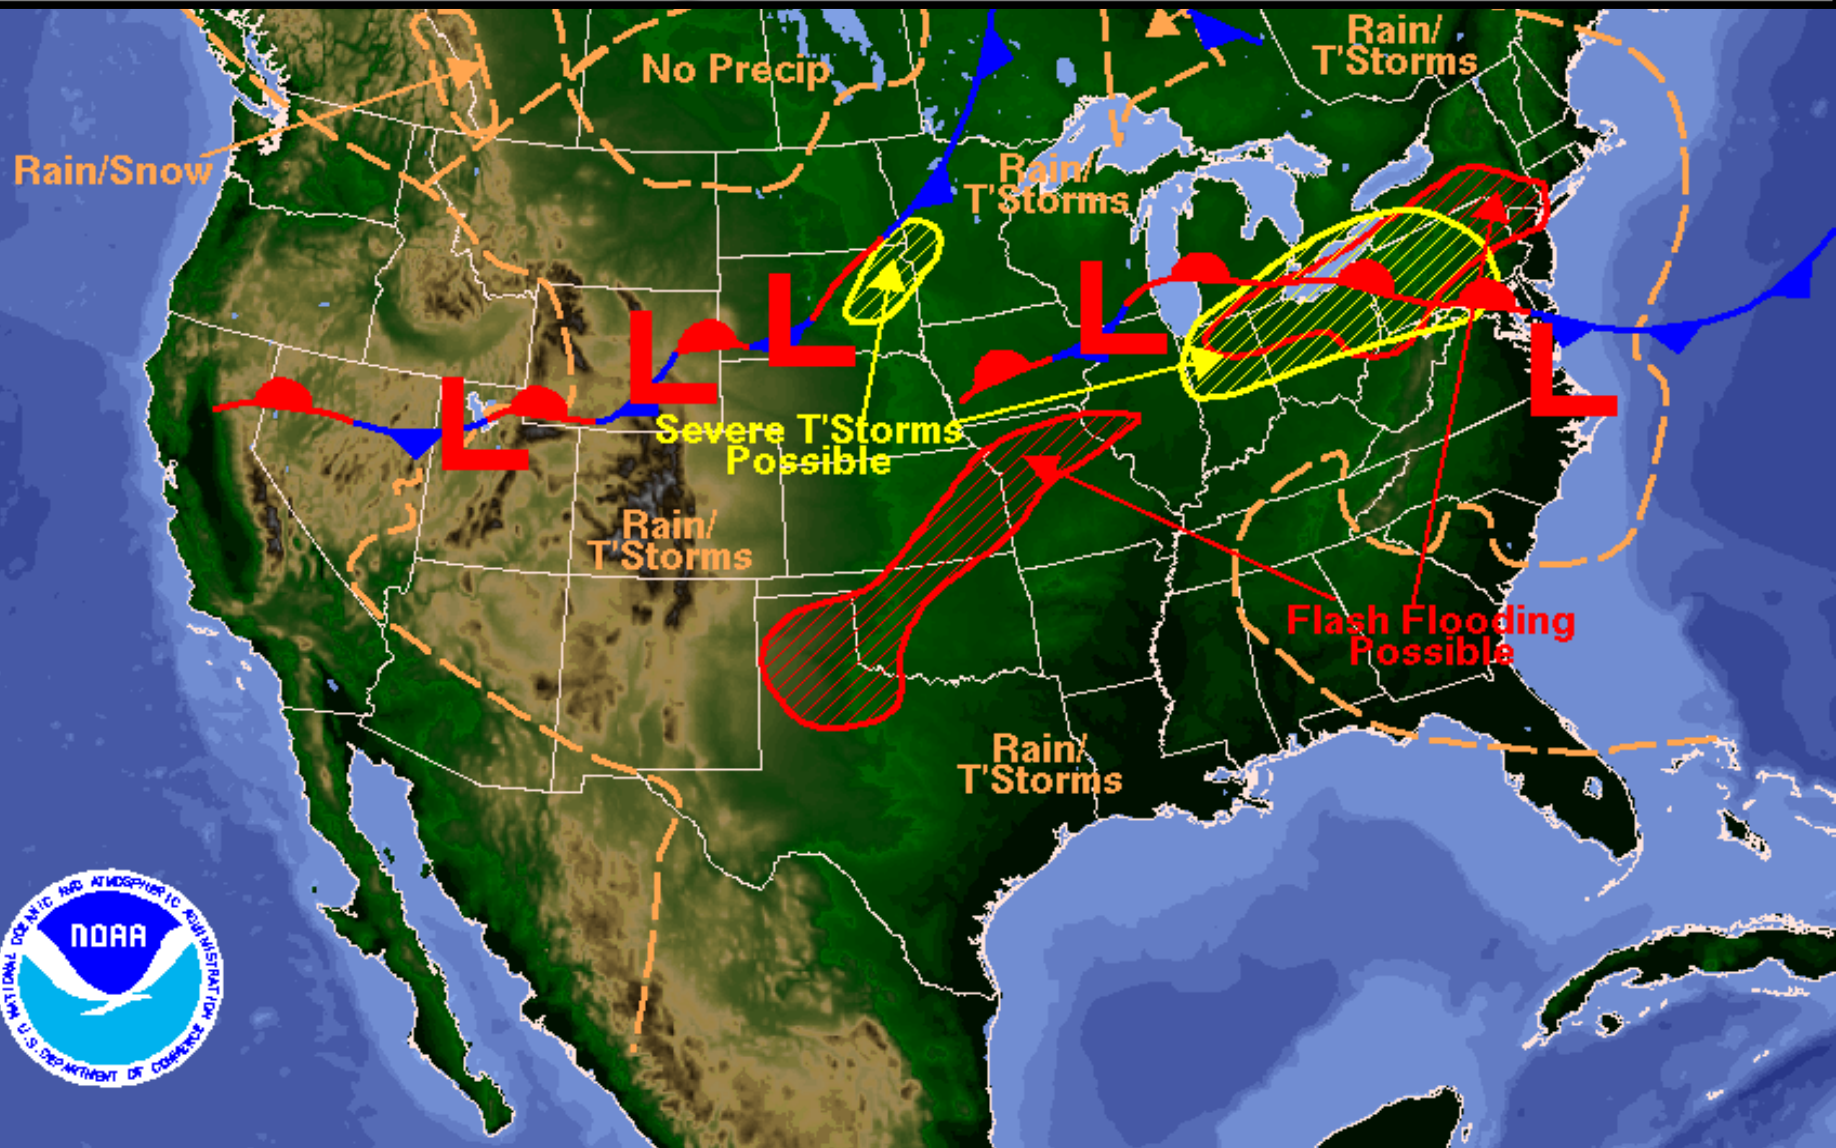 Rain/
T'Storms
No Precip
Rain/Snow
Rain/
T'Storms
L
L
L
L
L
L
Severe T'Storms
Possible
Rain/
T'Storms
Flash Flooding
Possible
Rain/
T'Storms
NATIONAL OCEANIC AND ATMOSPHERIC ADMINISTRATION
NOAA
U.S. DEPARTMENT OF COMMERCE